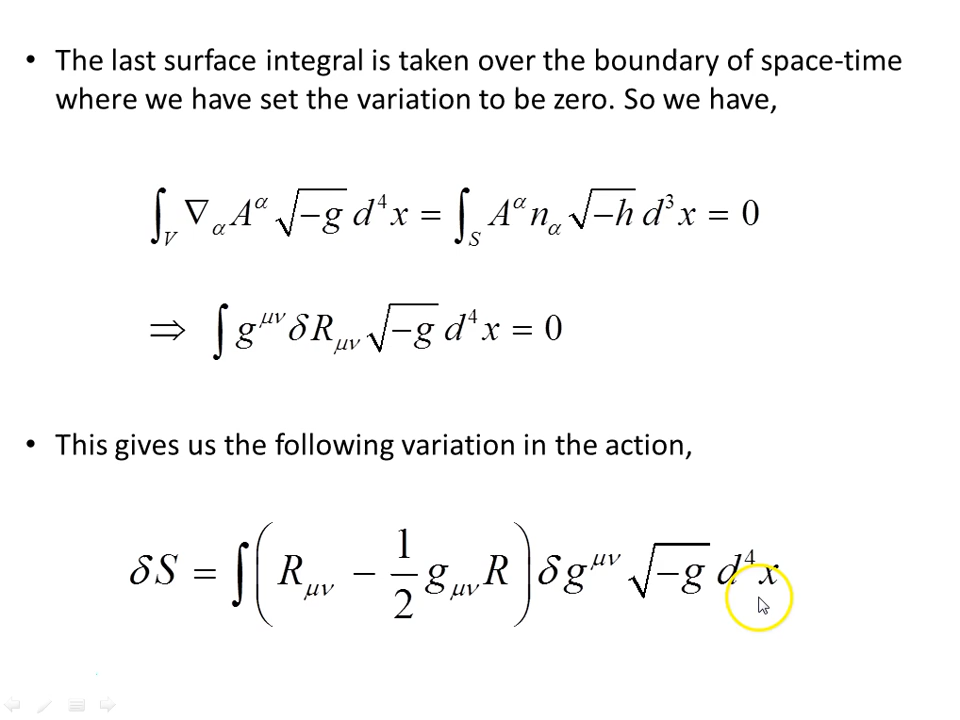 • The last surface integral is taken over the boundary of space-time
where we have set the variation to be zero. So we have,
∫_V ∇_α A^α √(−g) d⁴x = ∫_S A^α n_α √(−h) d³x = 0
⇒ ∫ g^{μν} δR_{μν} √(−g) d⁴x = 0
• This gives us the following variation in the action,
δS = ∫ ( R_{μν} − 1/2 g_{μν} R ) δg^{μν} √(−g) d⁴x